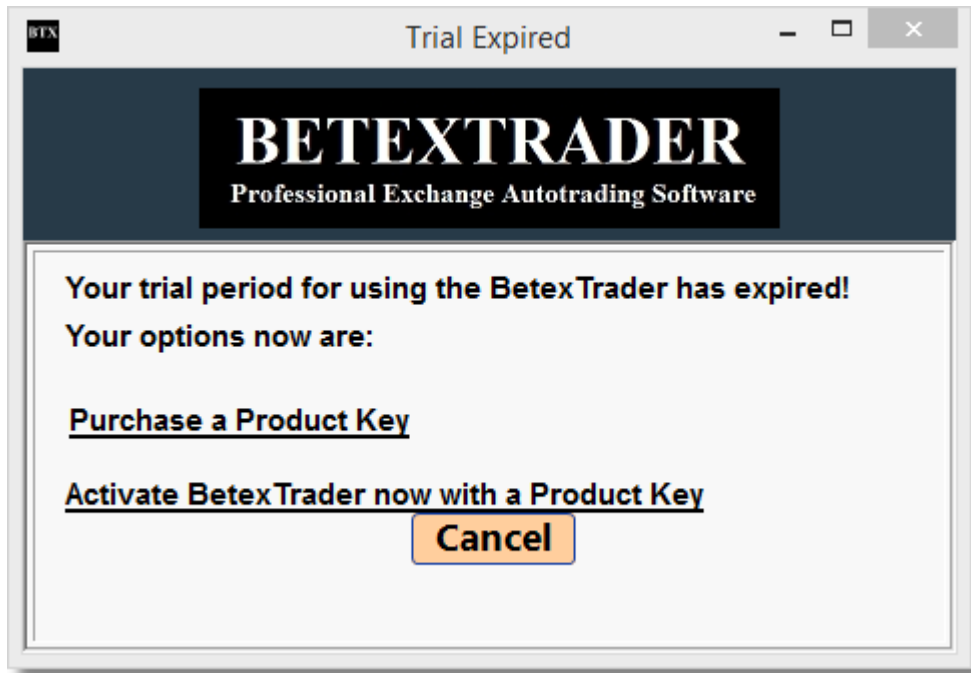 BTX
Trial Expired
BETEXTRADER
Professional Exchange Autotrading Software
Your trial period for using the BetexTrader has expired!
Your options now are:
Purchase a Product Key
Activate BetexTrader now with a Product Key
Cancel